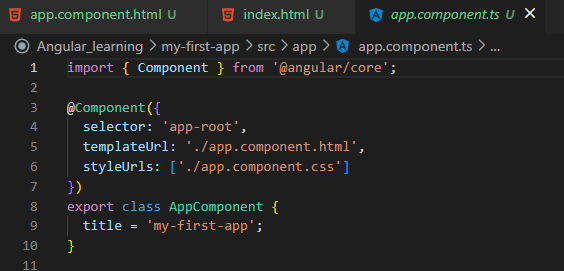 app.component.html U index.html U app.component.ts U
Angular_learning > my-first-app > src > app > app.component.ts > ...
1 import { Component } from '@angular/core';
2
3 @Component({
4 selector: 'app-root',
5 templateUrl: './app.component.html',
6 styleUrls: ['./app.component.css']
7 })
8 export class AppComponent {
9 title = 'my-first-app';
10 }
11